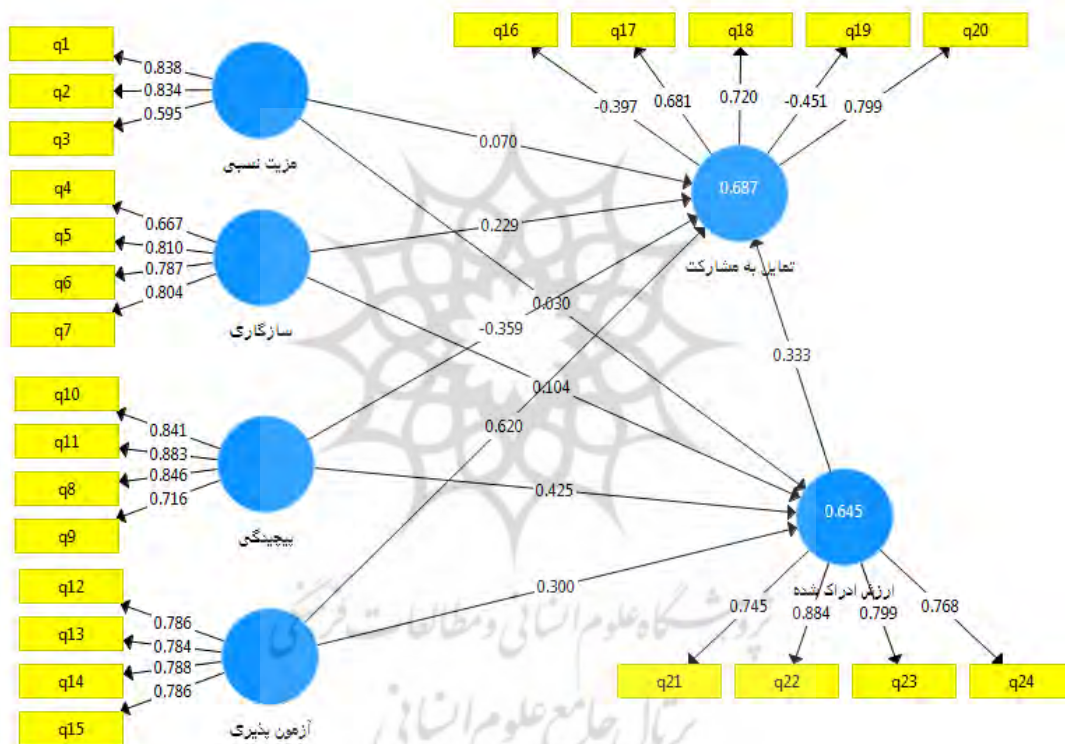 q16 q17 q18 q19 q20
-0.397 0.681 0.720 -0.451 0.799
q1
q2
q3
0.838
0.834
0.595
مزیت نسبی
q4
q5
q6
q7
0.667
0.810
0.787
0.804
سازگاری
q10
q11
q8
q9
0.841
0.883
0.846
0.716
پیچیدگی
q12
q13
q14
q15
0.786
0.784
0.788
0.786
آزمون پذیری
0.070
0.229
0.030
-0.359
0.104
0.620
0.425
0.300
0.687
تمایل به مشارکت
0.333
0.645
ارزش ادراک شده
0.745 0.884 0.799 0.768
q21 q22 q23 q24
پژوهشگاه علوم انسانی و مطالعات فرهنگی
پرتال جامع علوم انسانی